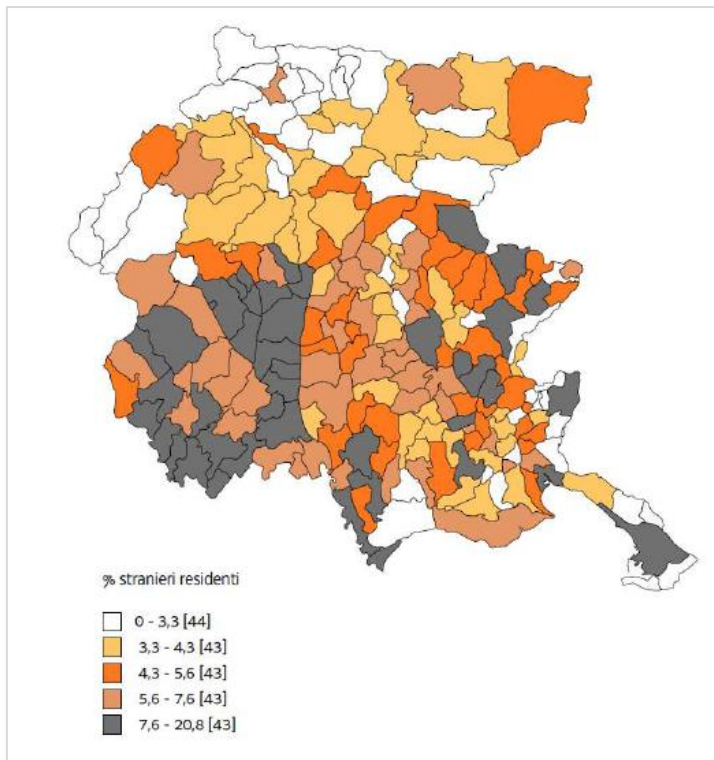 % stranieri residenti
0 - 3,3 [44]
3,3 - 4,3 [43]
4,3 - 5,6 [43]
5,6 - 7,6 [43]
7,6 - 20,8 [43]